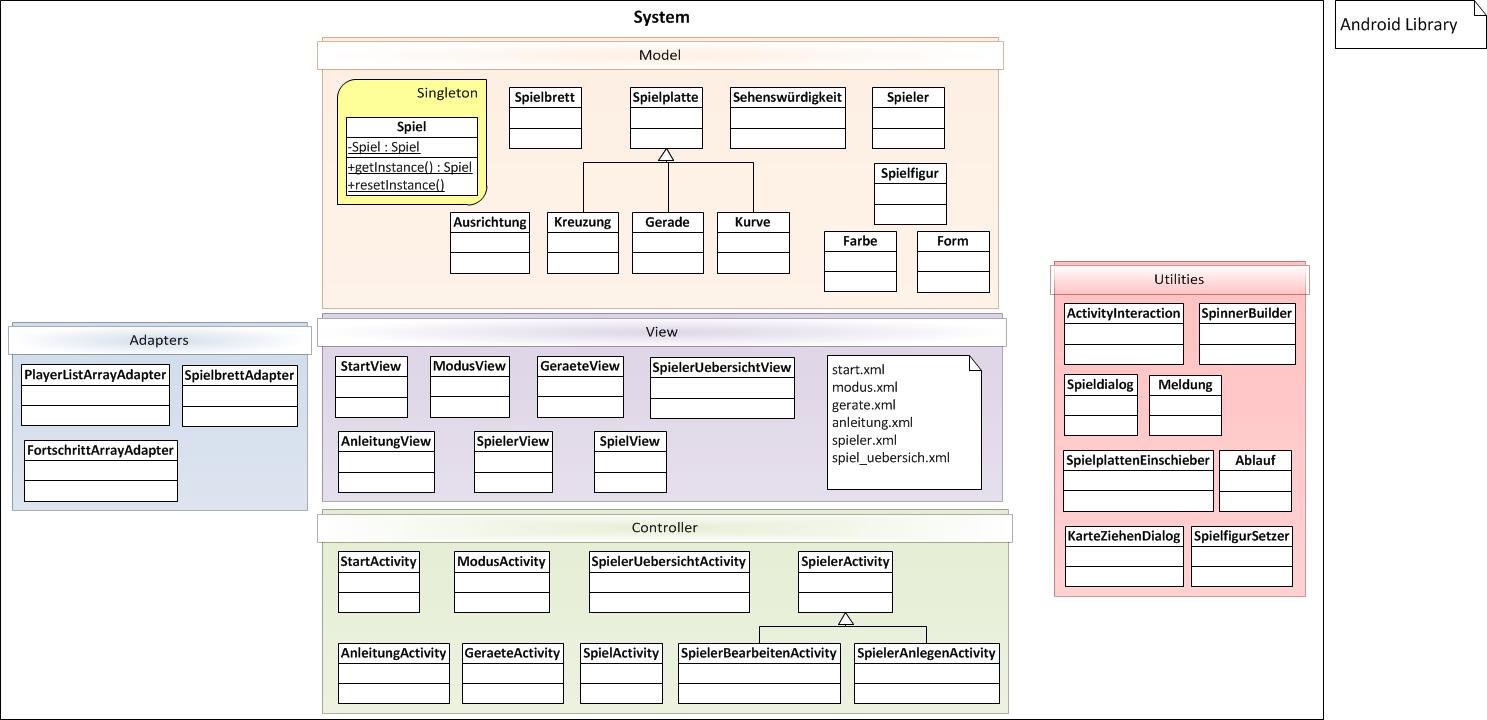 System
Android Library
Model
Singleton
Spiel
-Spiel : Spiel
+getInstance() : Spiel
+resetInstance()
Spielbrett
Spielplatte
Sehenswürdigkeit
Spieler
Spielfigur
Ausrichtung
Kreuzung
Gerade
Kurve
Farbe
Form
Utilities
ActivityInteraction
SpinnerBuilder
Spieldialog
Meldung
SpielplattenEinschieber
Ablauf
KarteZiehenDialog
SpielfigurSetzer
Adapters
PlayerListArrayAdapter
SpielbrettAdapter
FortschrittArrayAdapter
View
StartView
ModusView
GeraeteView
SpielerUebersichtView
AnleitungView
SpielerView
SpielView
start.xml
modus.xml
gerate.xml
anleitung.xml
spieler.xml
spiel_uebersich.xml
Controller
StartActivity
ModusActivity
SpielerUebersichtActivity
SpielerActivity
AnleitungActivity
GeraeteActivity
SpielActivity
SpielerBearbeitenActivity
SpielerAnlegenActivity